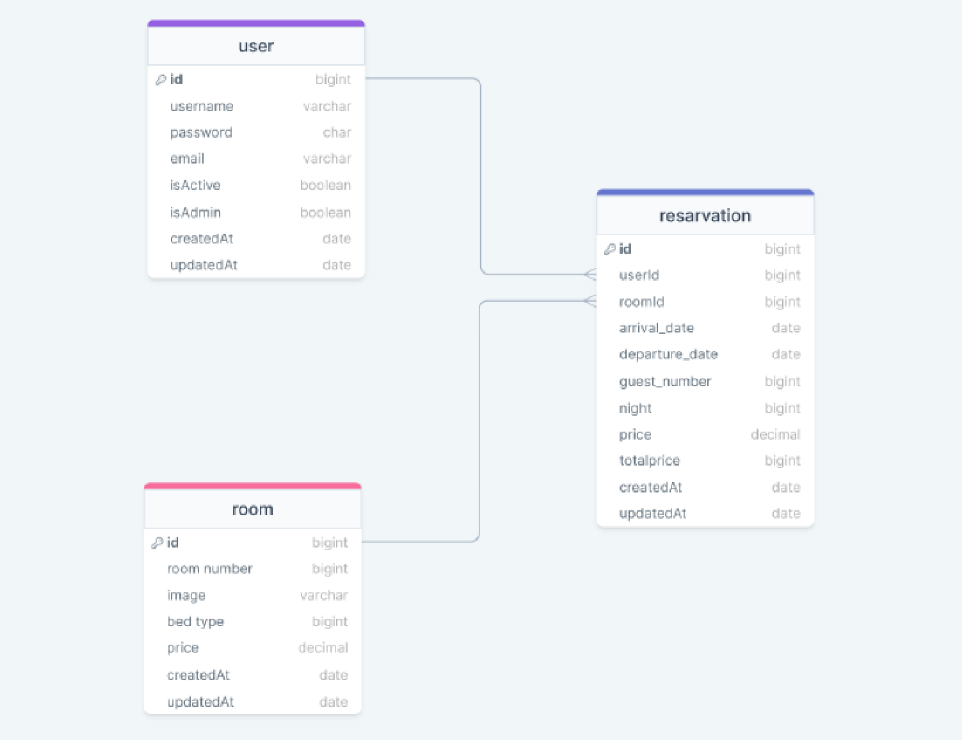 user
id bigint
username varchar
password char
email varchar
isActive boolean
isAdmin boolean
createdAt date
updatedAt date
resarvation
id bigint
userId bigint
roomId bigint
arrival_date date
departure_date date
guest_number bigint
night bigint
price decimal
totalprice bigint
createdAt date
updatedAt date
room
id bigint
room number bigint
image varchar
bed type bigint
price decimal
createdAt date
updatedAt date